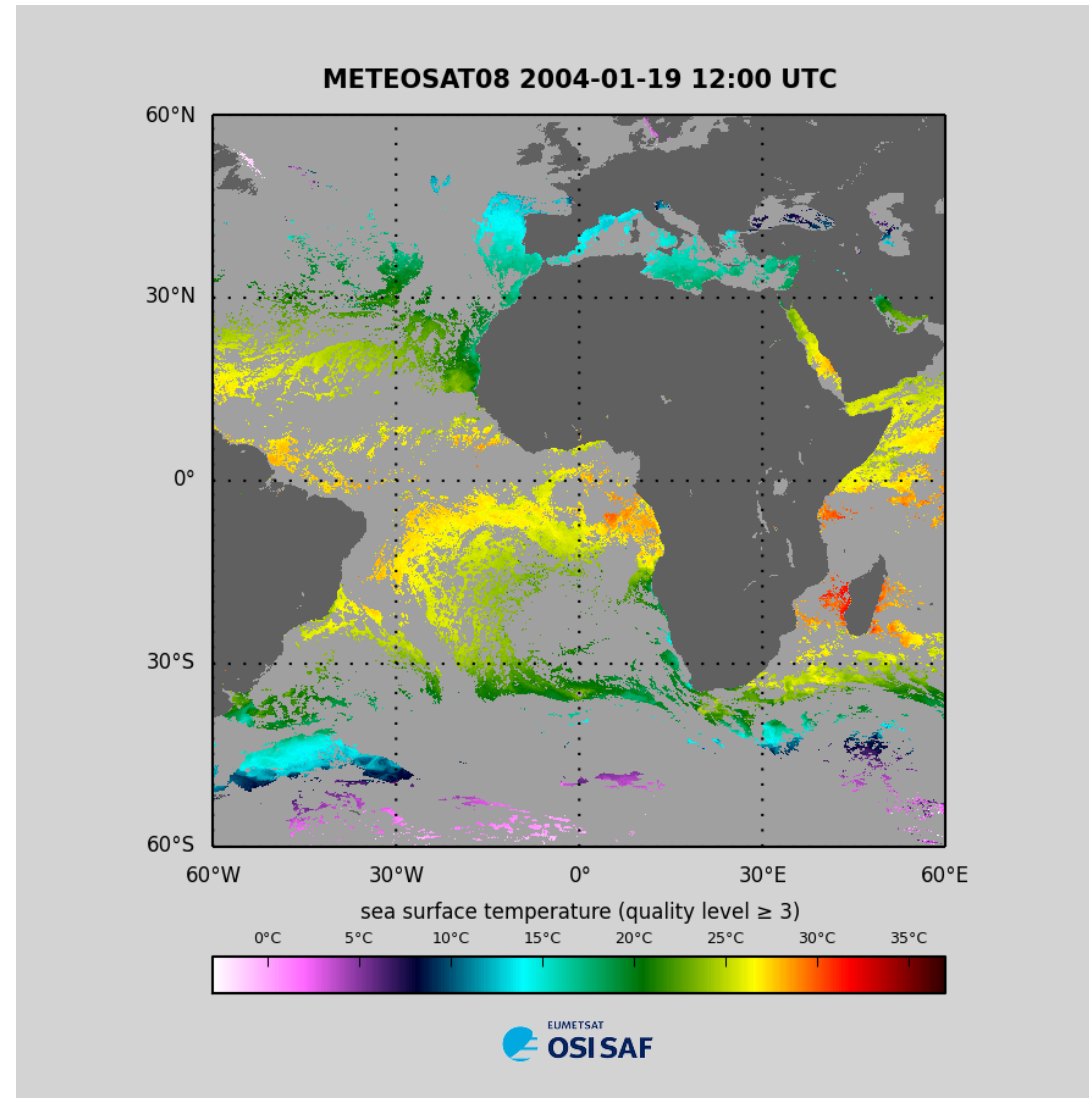 METEOSAT08 2004-01-19 12:00 UTC
60°N
30°N
0°
30°S
60°S
60°W 30°W 0° 30°E 60°E
sea surface temperature (quality level ≥ 3)
0°C 5°C 10°C 15°C 20°C 25°C 30°C 35°C
EUMETSAT
OSI SAF